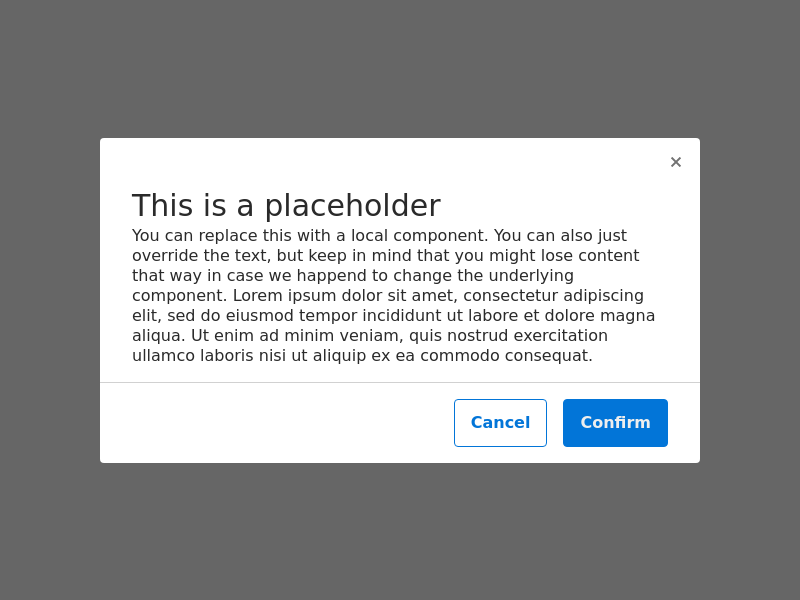 ×
This is a placeholder
You can replace this with a local component. You can also just
override the text, but keep in mind that you might lose content
that way in case we happend to change the underlying
component. Lorem ipsum dolor sit amet, consectetur adipiscing
elit, sed do eiusmod tempor incididunt ut labore et dolore magna
aliqua. Ut enim ad minim veniam, quis nostrud exercitation
ullamco laboris nisi ut aliquip ex ea commodo consequat.
Cancel
Confirm